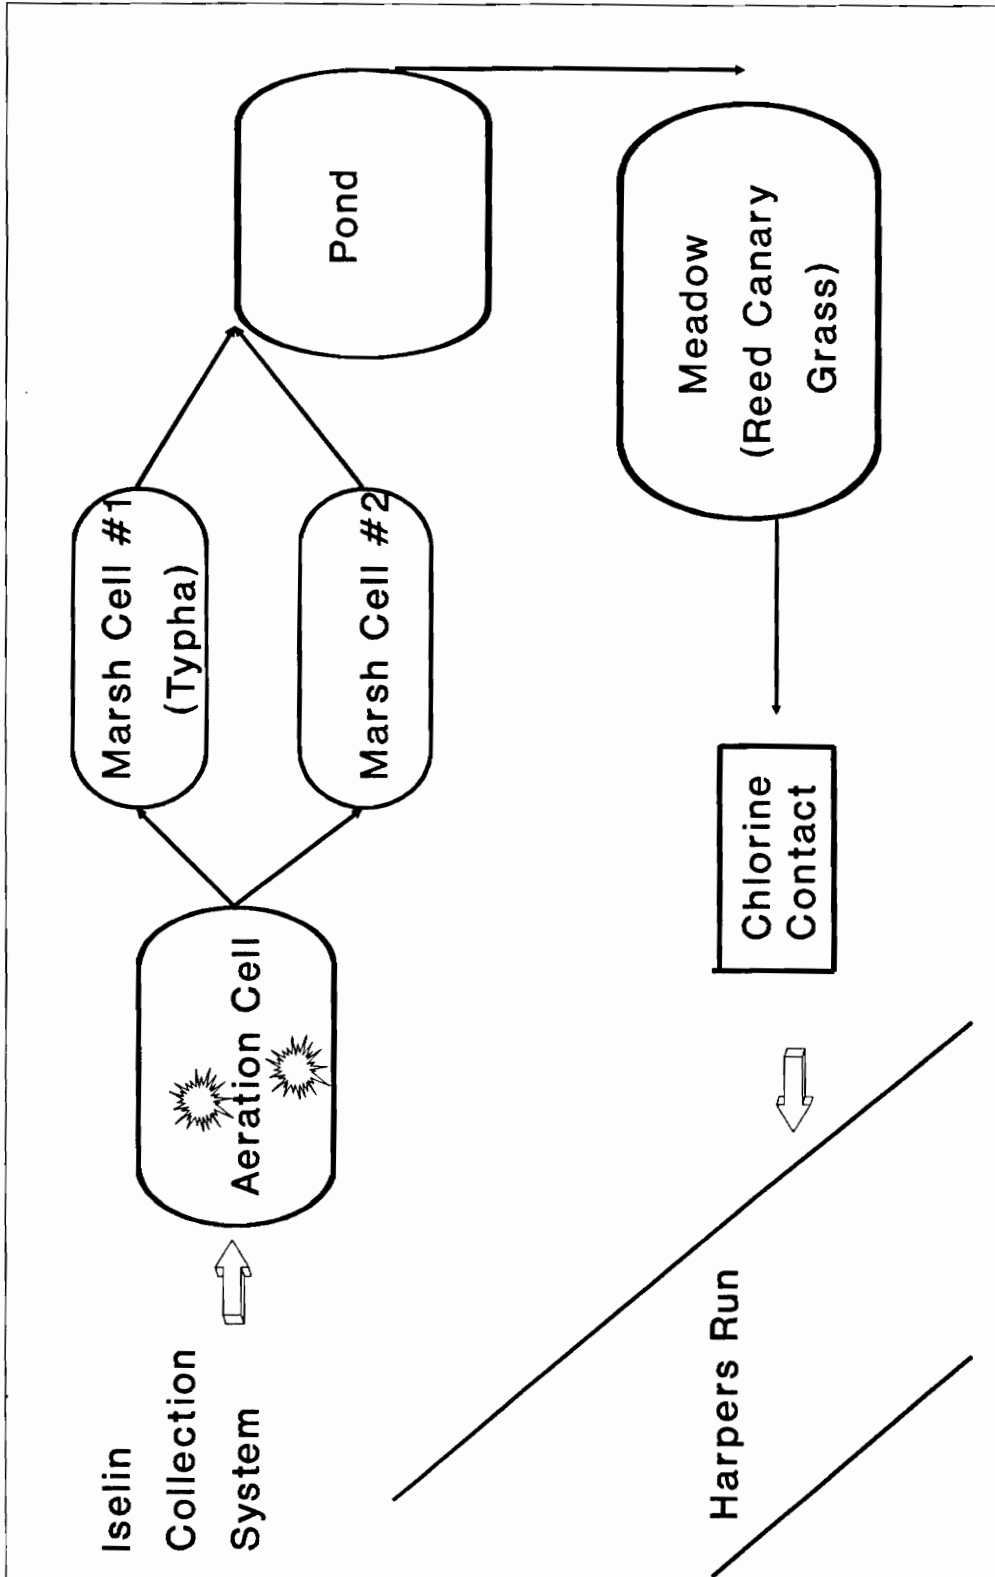 Iselin
Collection
System
Aeration Cell
Marsh Cell #1
(Typha)
Marsh Cell #2
Pond
Meadow
(Reed Canary
Grass)
Chlorine
Contact
Harpers Run